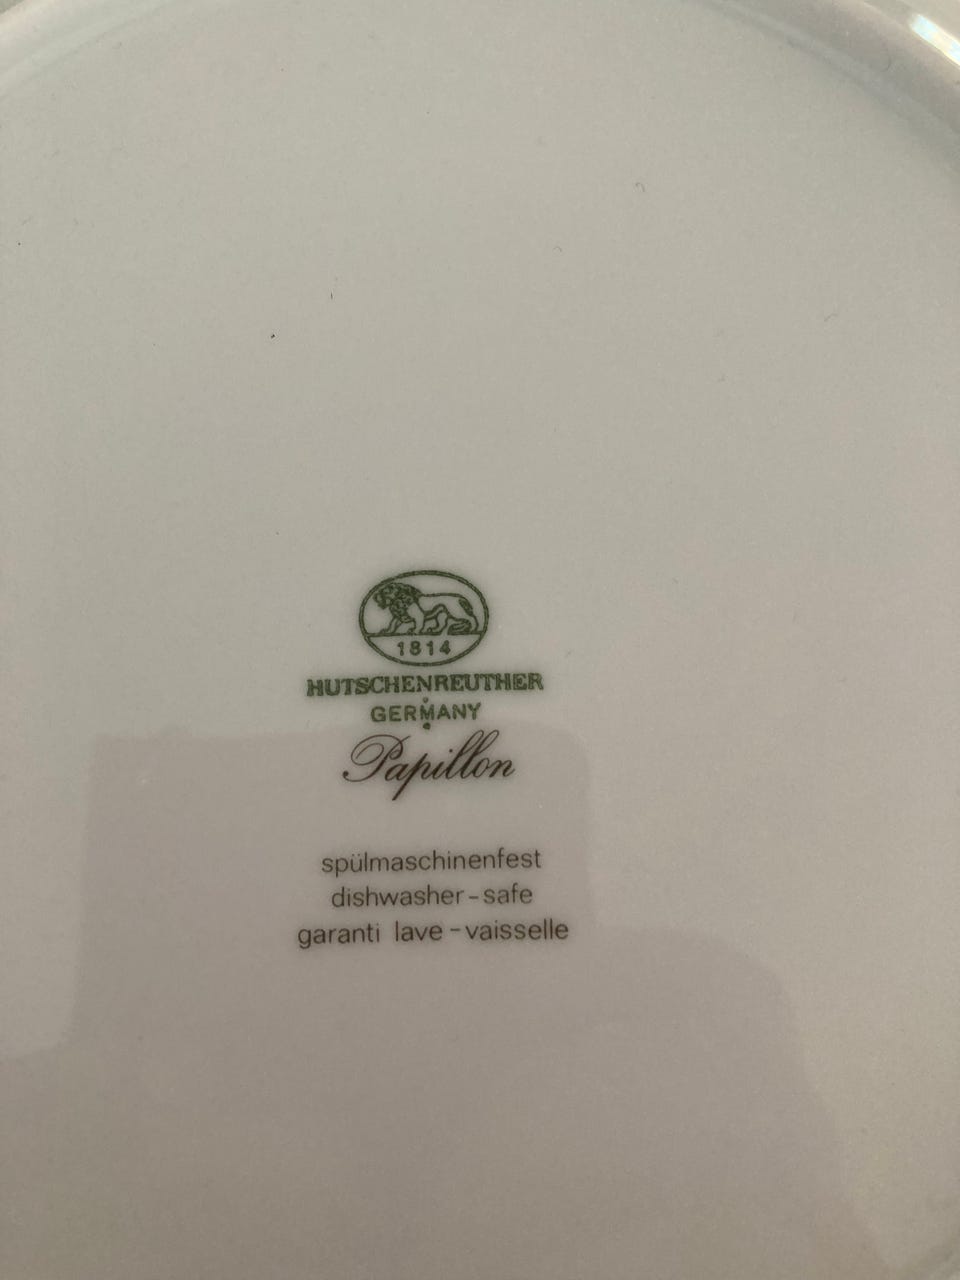 1814
HUTSCHENREUTHER
GERMANY
Papillon
spülmaschinenfest
dishwasher-safe
garanti lave-vaisselle